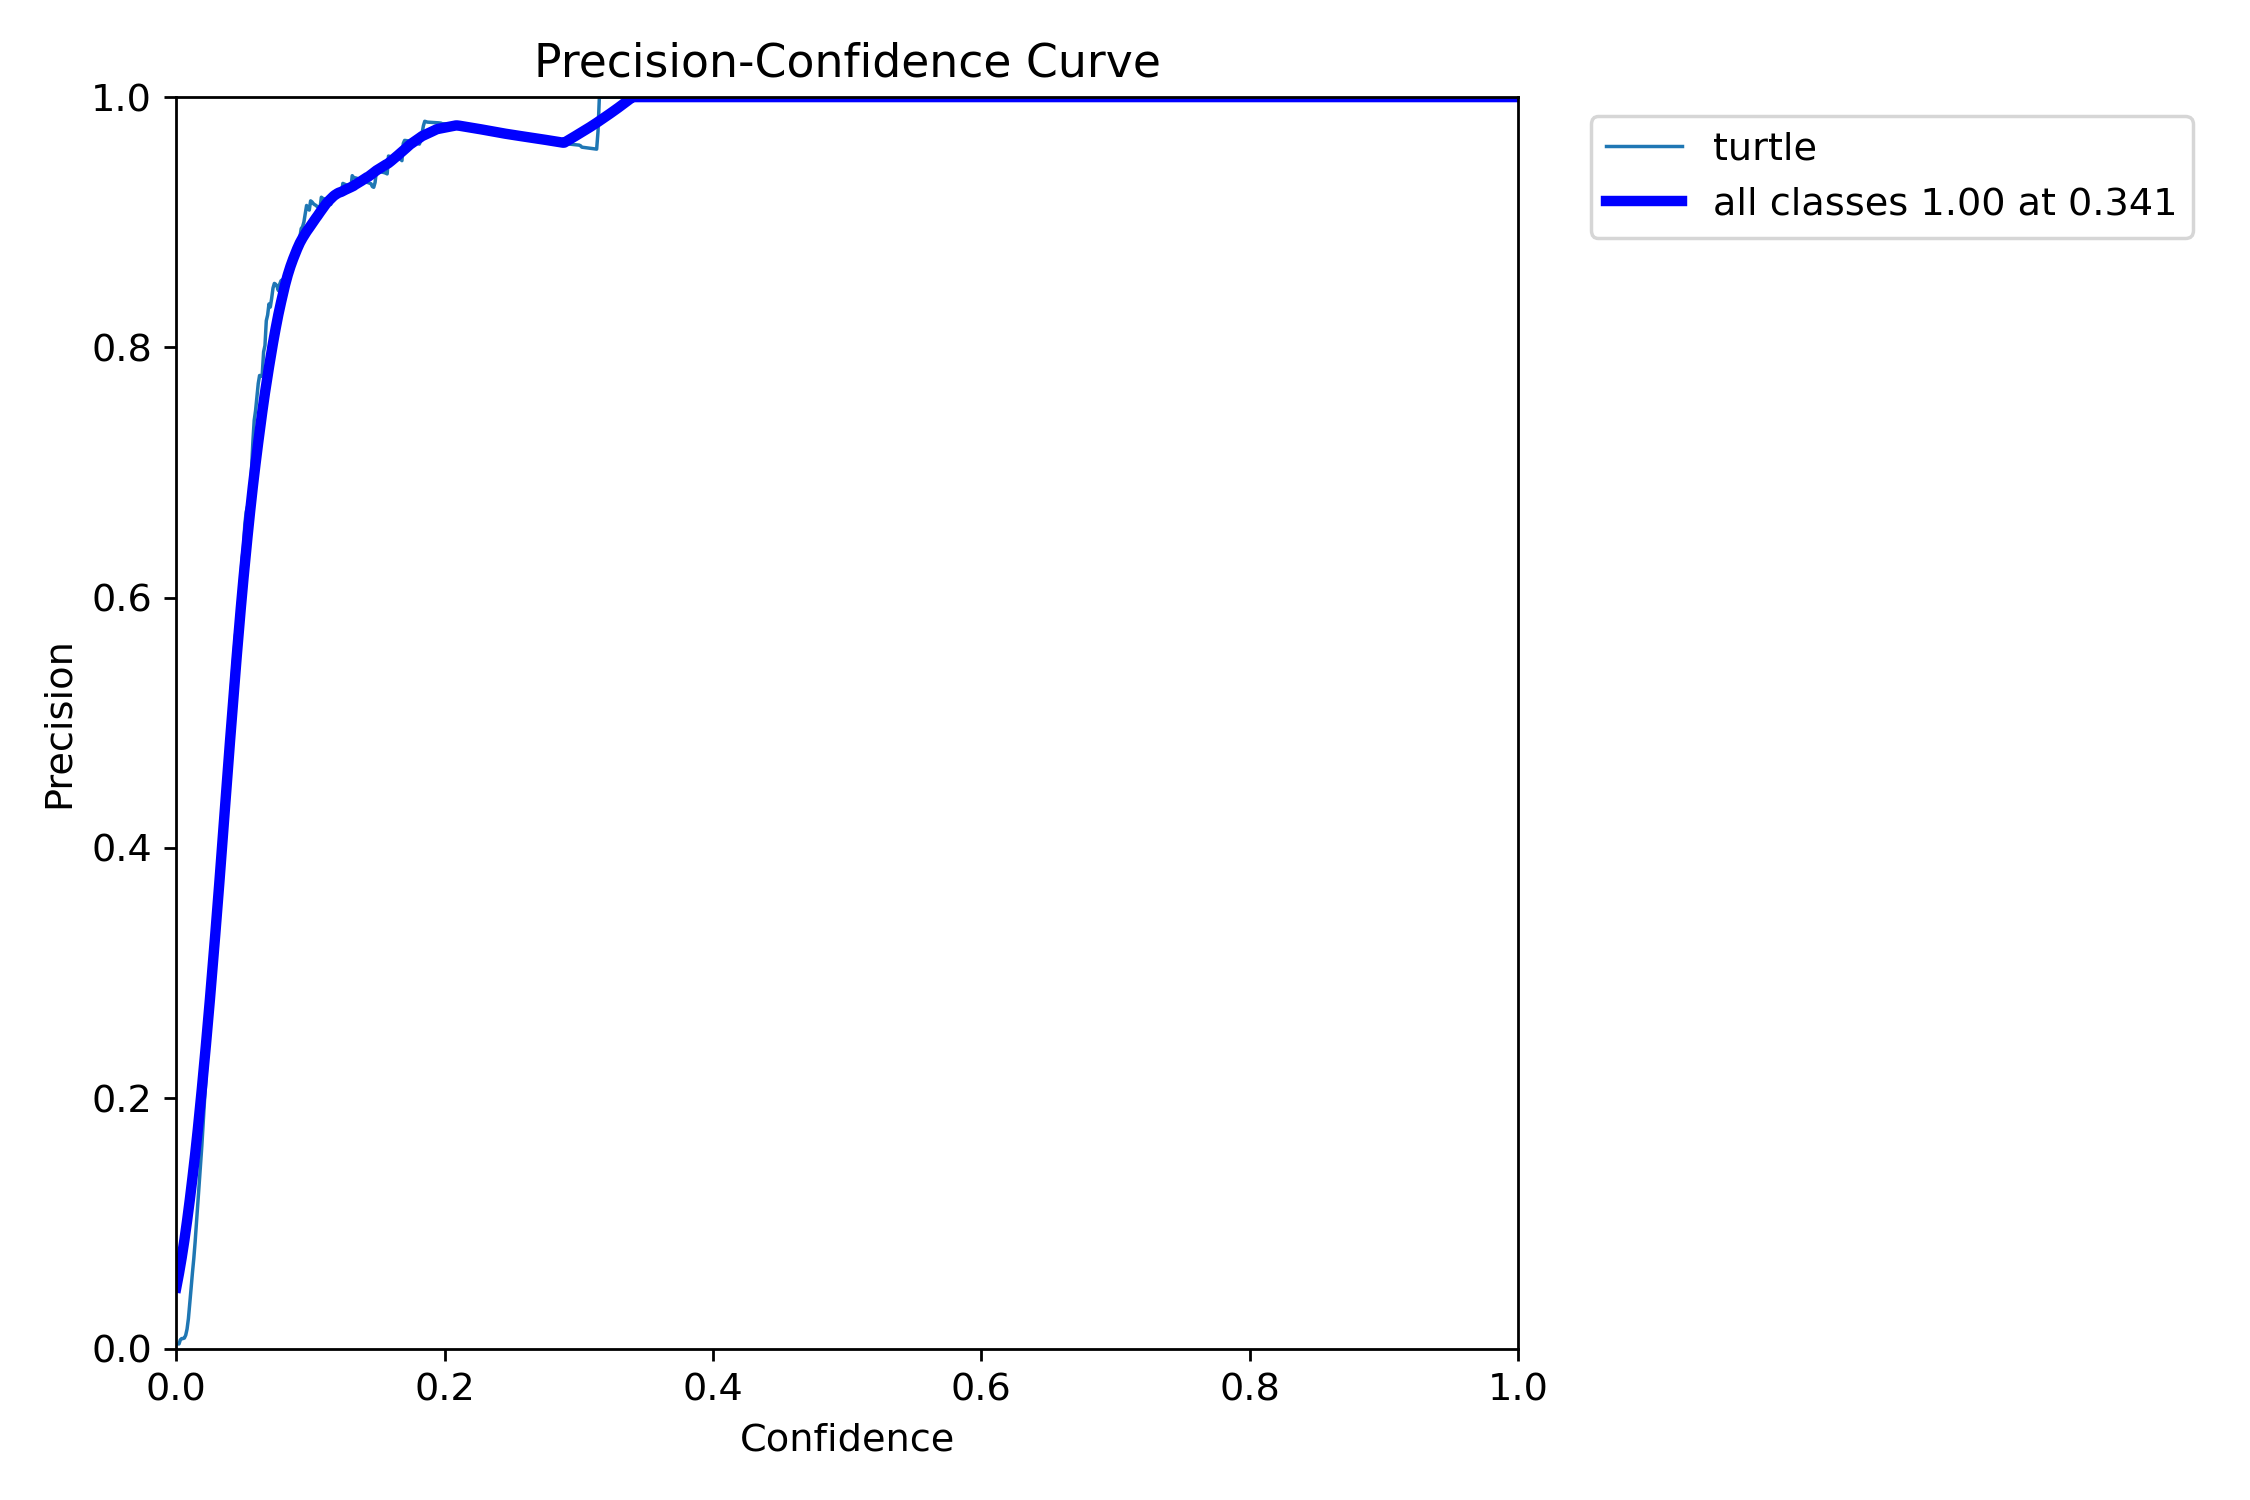 Precision-Confidence Curve
turtle
all classes 1.00 at 0.341
Precision
1.0
0.8
0.6
0.4
0.2
0.0
0.0 0.2 0.4 0.6 0.8 1.0
Confidence